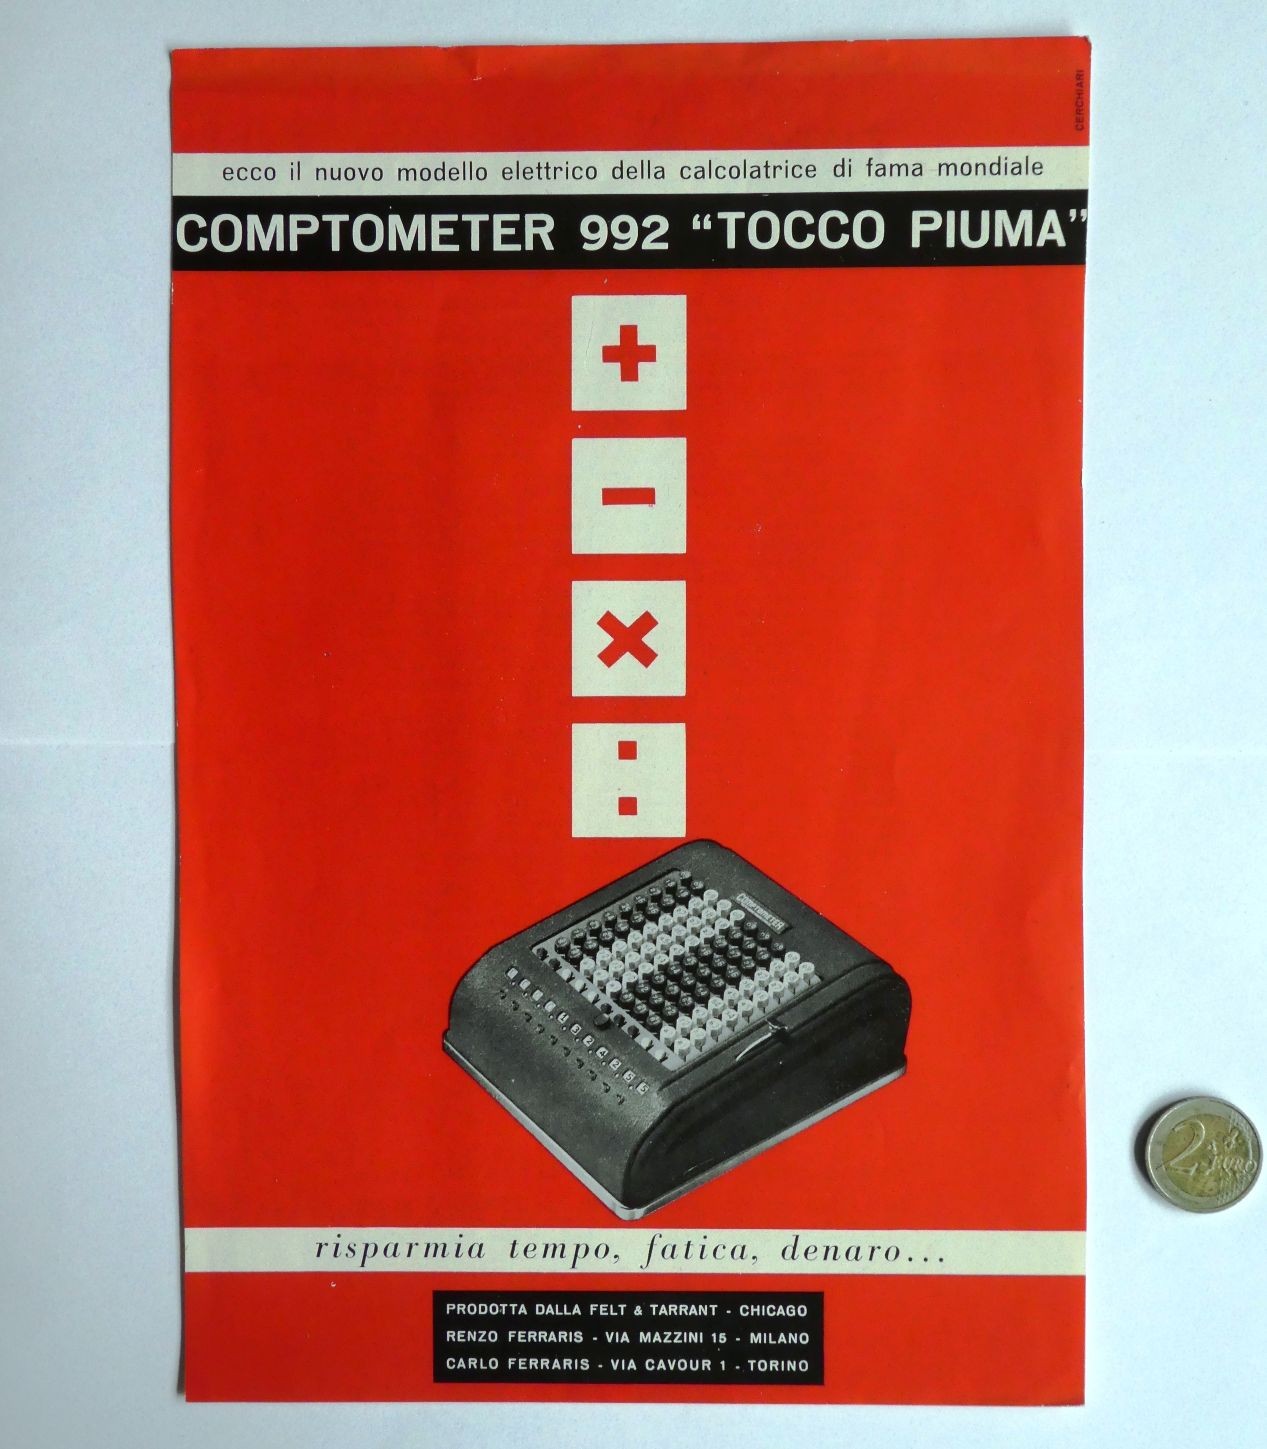 CERCHIARI
ecco il nuovo modello elettrico della calcolatrice di fama mondiale
COMPTOMETER 992 “TOCCO PIUMA”
+
−
×
:
COMPTOMETER
risparmia tempo, fatica, denaro...
PRODOTTA DALLA FELT & TARRANT - CHICAGO
RENZO FERRARIS - VIA MAZZINI 15 - MILANO
CARLO FERRARIS - VIA CAVOUR 1 - TORINO
2 EURO